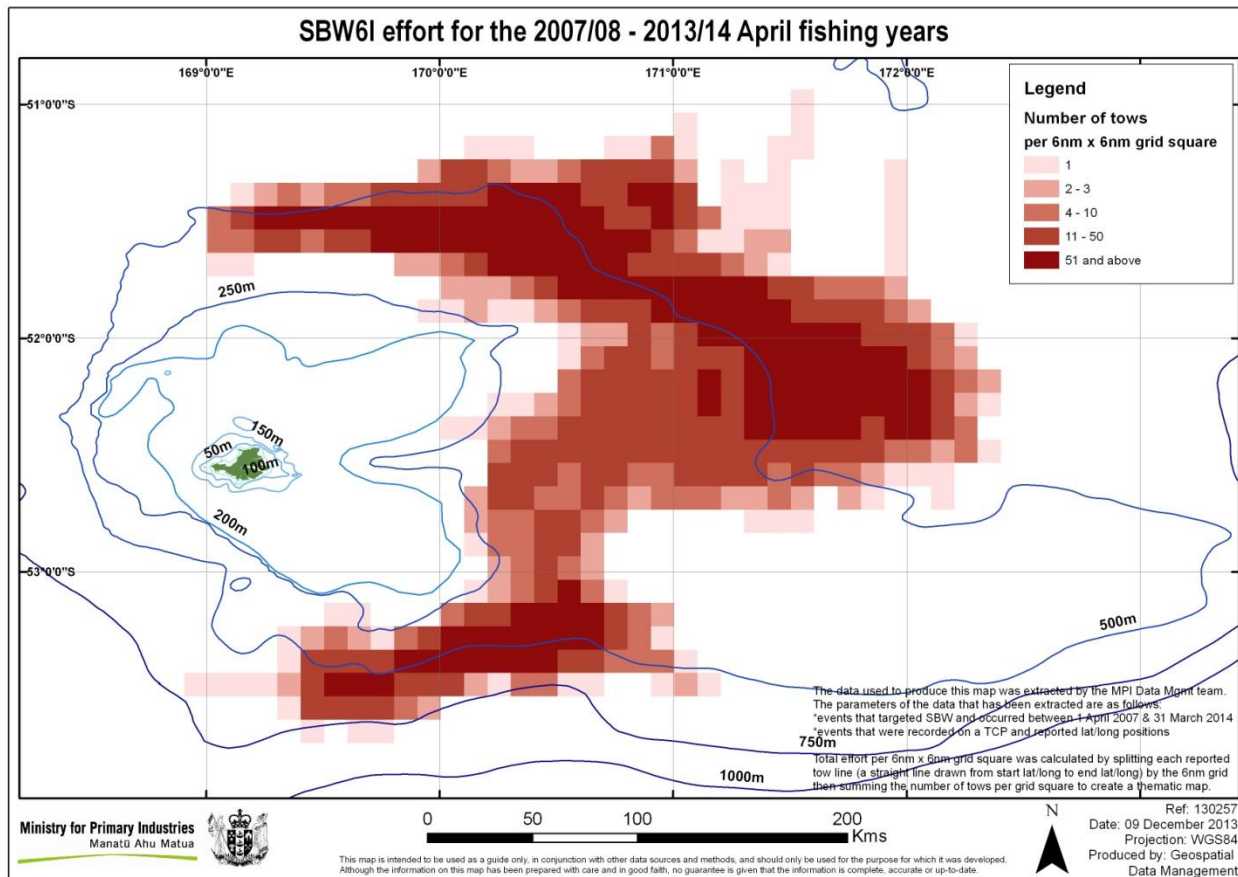 SBW6I effort for the 2007/08 - 2013/14 April fishing years
169°0'0"E
170°0'0"E
171°0'0"E
172°0'0"E
51°0'0"S
52°0'0"S
53°0'0"S
Legend
Number of tows
per 6nm x 6nm grid square
1
2 - 3
4 - 10
11 - 50
51 and above
250m
150m
50m
100m
200m
500m
750m
1000m
The data used to produce this map was extracted by the MPI Data Mgmt team.
The parameters of the data that has been extracted are as follows:
*events that targeted SBW and occurred between 1 April 2007 & 31 March 2014
*events that were recorded on a TCP and reported lat/long positions
Total effort per 6nm x 6nm grid square was calculated by splitting each reported
tow line (a straight line drawn from start lat/long to end lat/long) by the 6nm grid
then summing the number of tows per grid square to create a thematic map.
Ministry for Primary Industries
Manatū Ahu Matua
0 50 100 200
Kms
This map is intended to be used as a guide only, in conjunction with other data sources and methods, and should only be used for the purpose for which it was developed.
Although the information on this map has been prepared with care and in good faith, no guarantee is given that the information is complete, accurate or up-to-date.
N
Ref: 130257
Date: 09 December 2013
Projection: WGS84
Produced by: Geospatial
Data Management